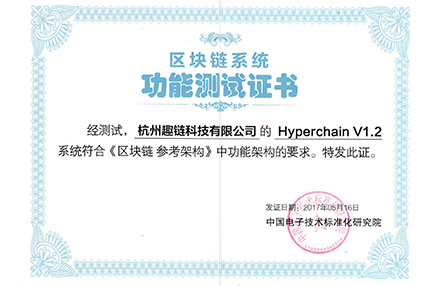 区块链系统
功能测试证书
经测试，杭州趣链科技有限公司的 Hyperchain V1.2
系统符合《区块链 参考架构》中功能架构的要求。特发此证。
发证日期：2017年05月16日
中国电子技术标准化研究院